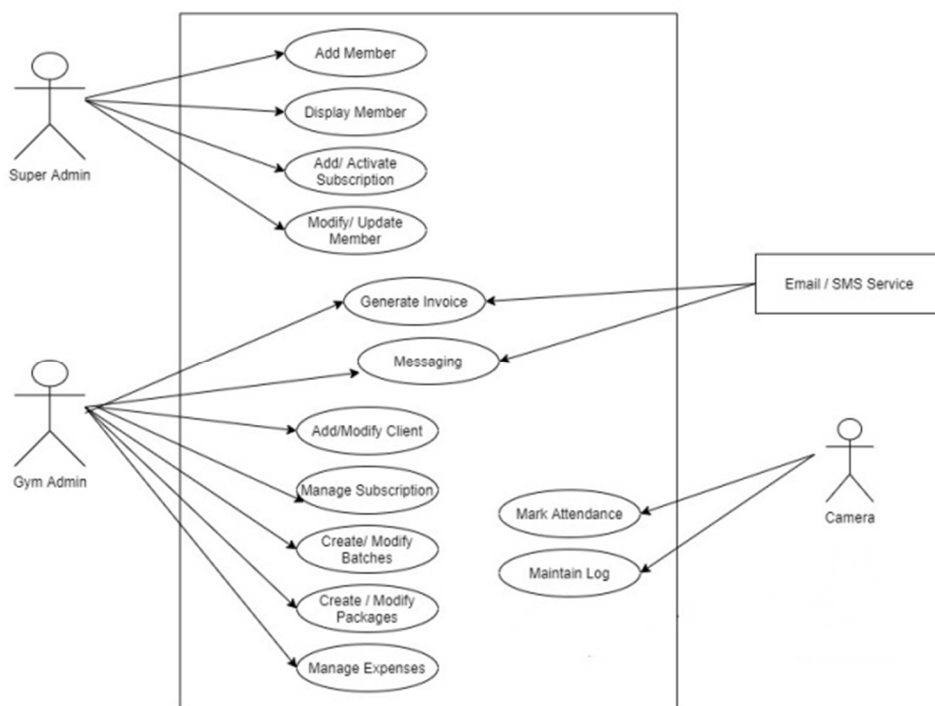 Add Member
Display Member
Super Admin
Add/ Activate
Subscription
Modify/ Update
Member
Email / SMS Service
Generate Invoice
Messaging
Add/Modify Client
Gym Admin
Manage Subscription
Mark Attendance
Camera
Create/ Modify
Batches
Maintain Log
Create / Modify
Packages
Manage Expenses